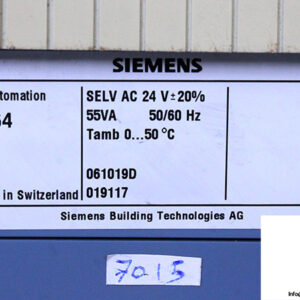 SIEMENS
tomation
SELV AC 24 V ± 20%
64
55VA 50/60 Hz
Tamb 0...50 °C
061019D
in Switzerland
019117
Siemens Building Technologies AG
7015